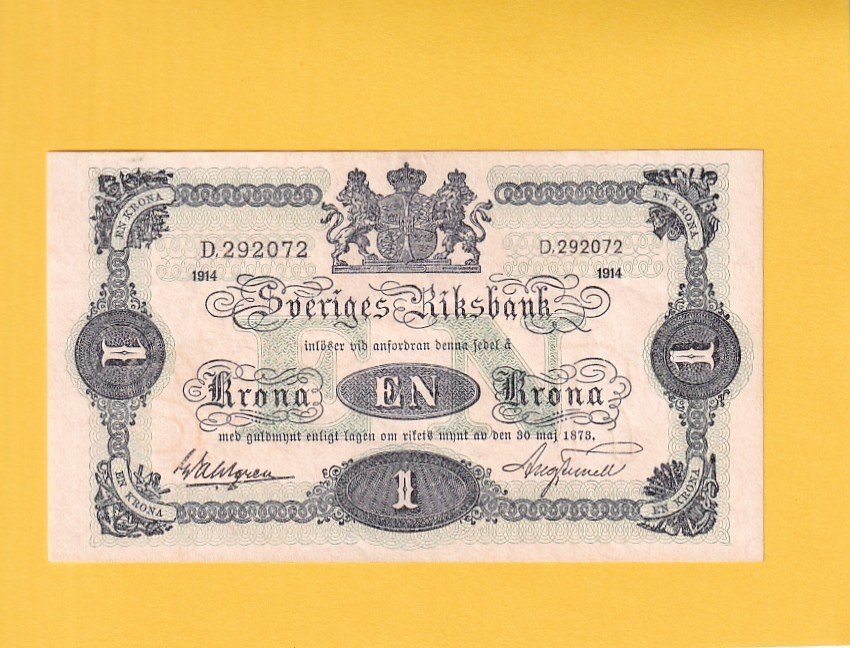 EN KRONA EN KRONA
D.292072 D.292072
1914 1914
Sveriges Riksbank
EN
inlöser vid anfordran denna sedel å
1 1
Krona EN Krona
med guldmynt enligt lagen om rikets mynt av den 30 maj 1873.
1
EN KRONA EN KRONA